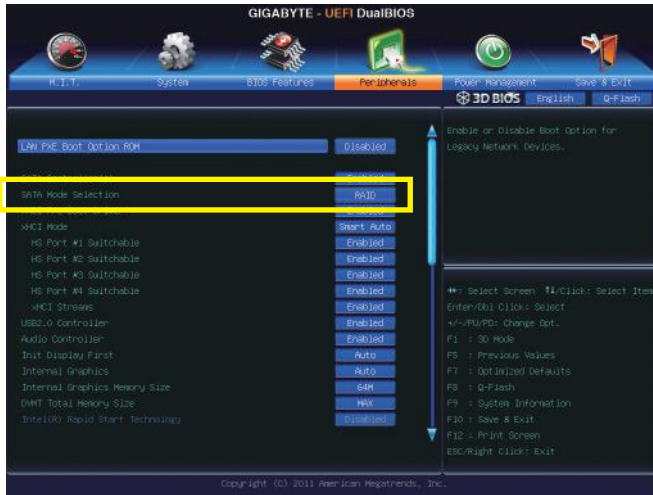 GIGABYTE - UEFI DualBIOS
M.I.T. System BIOS Features Peripherals Power Management Save & Exit
3D BIOS English Q-Flash
LAN PXE Boot Option ROM Disabled
SATA Mode Selection RAID
xHCI Mode Smart Auto
HS Port #1 Switchable Enabled
HS Port #2 Switchable Enabled
HS Port #3 Switchable Enabled
HS Port #4 Switchable Enabled
xHCI Streams Enabled
USB2.0 Controller Enabled
Audio Controller Enabled
Init Display First Auto
Internal Graphics Auto
Internal Graphics Memory Size 64M
DVMT Total Memory Size MAX
Intel(R) Rapid Start Technology Disabled
Enable or Disable Boot Option for
Legacy Network Devices.
: Select Screen ↑↓/Click: Select Item
Enter/Dbl Click: Select
+/-/PU/PD: Change Opt.
F1 : 3D Mode
F5 : Previous Values
F7 : Optimized Defaults
F8 : Q-Flash
F9 : System Information
F10 : Save & Exit
F12 : Print Screen
ESC/Right Click: Exit
Copyright (C) 2011 American Megatrends, Inc.